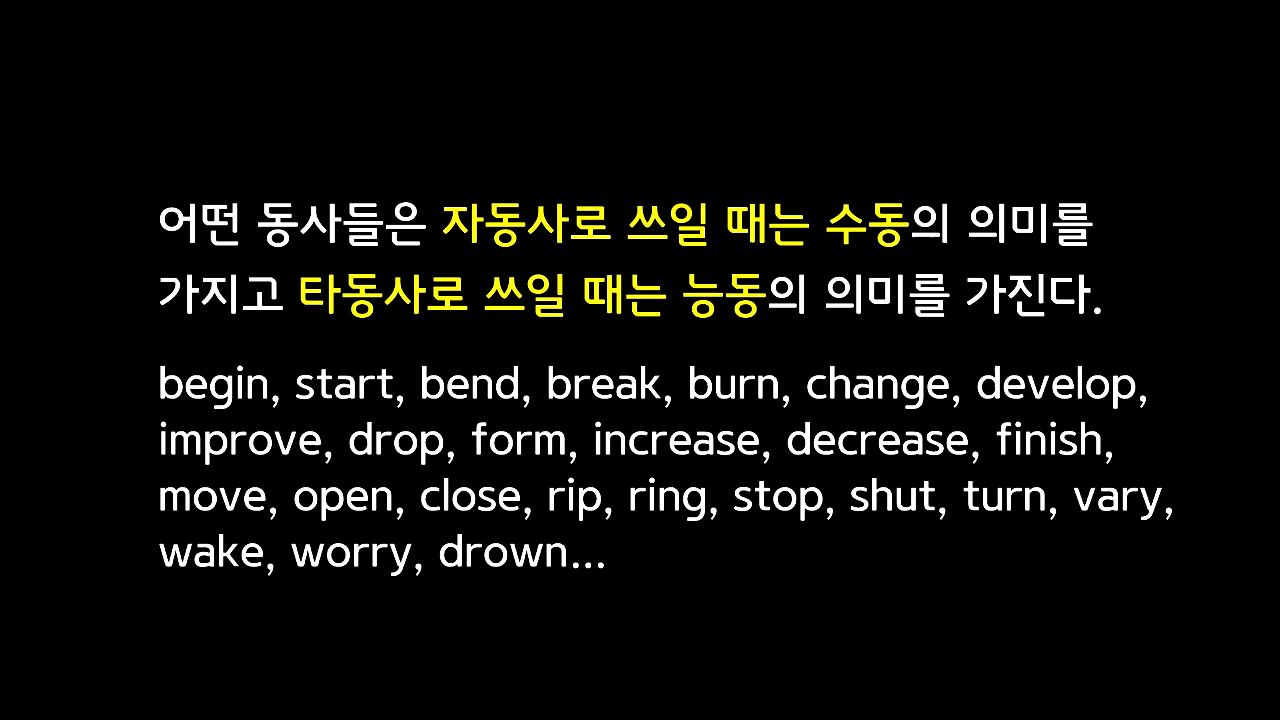 어떤 동사들은 자동사로 쓰일 때는 수동의 의미를
가지고 타동사로 쓰일 때는 능동의 의미를 가진다.
begin, start, bend, break, burn, change, develop,
improve, drop, form, increase, decrease, finish,
move, open, close, rip, ring, stop, shut, turn, vary,
wake, worry, drown...